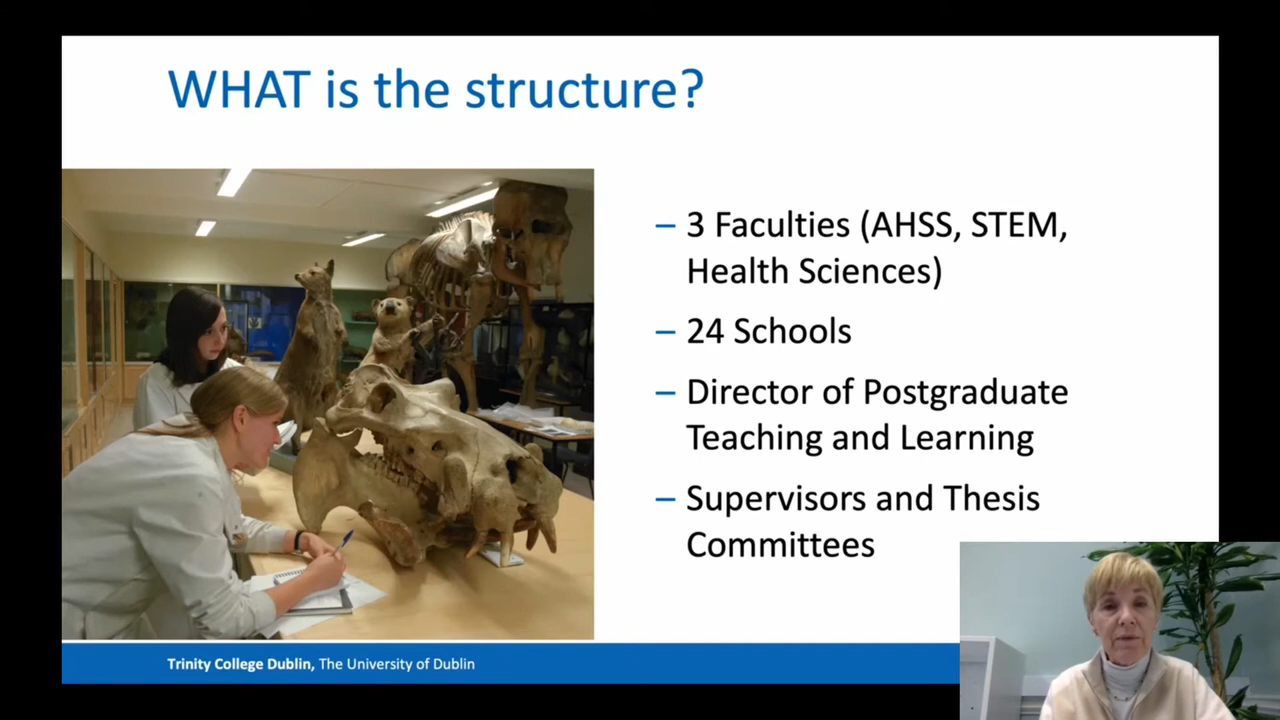 WHAT is the structure?
– 3 Faculties (AHSS, STEM,
Health Sciences)
– 24 Schools
– Director of Postgraduate
Teaching and Learning
– Supervisors and Thesis
Committees
Trinity College Dublin, The University of Dublin